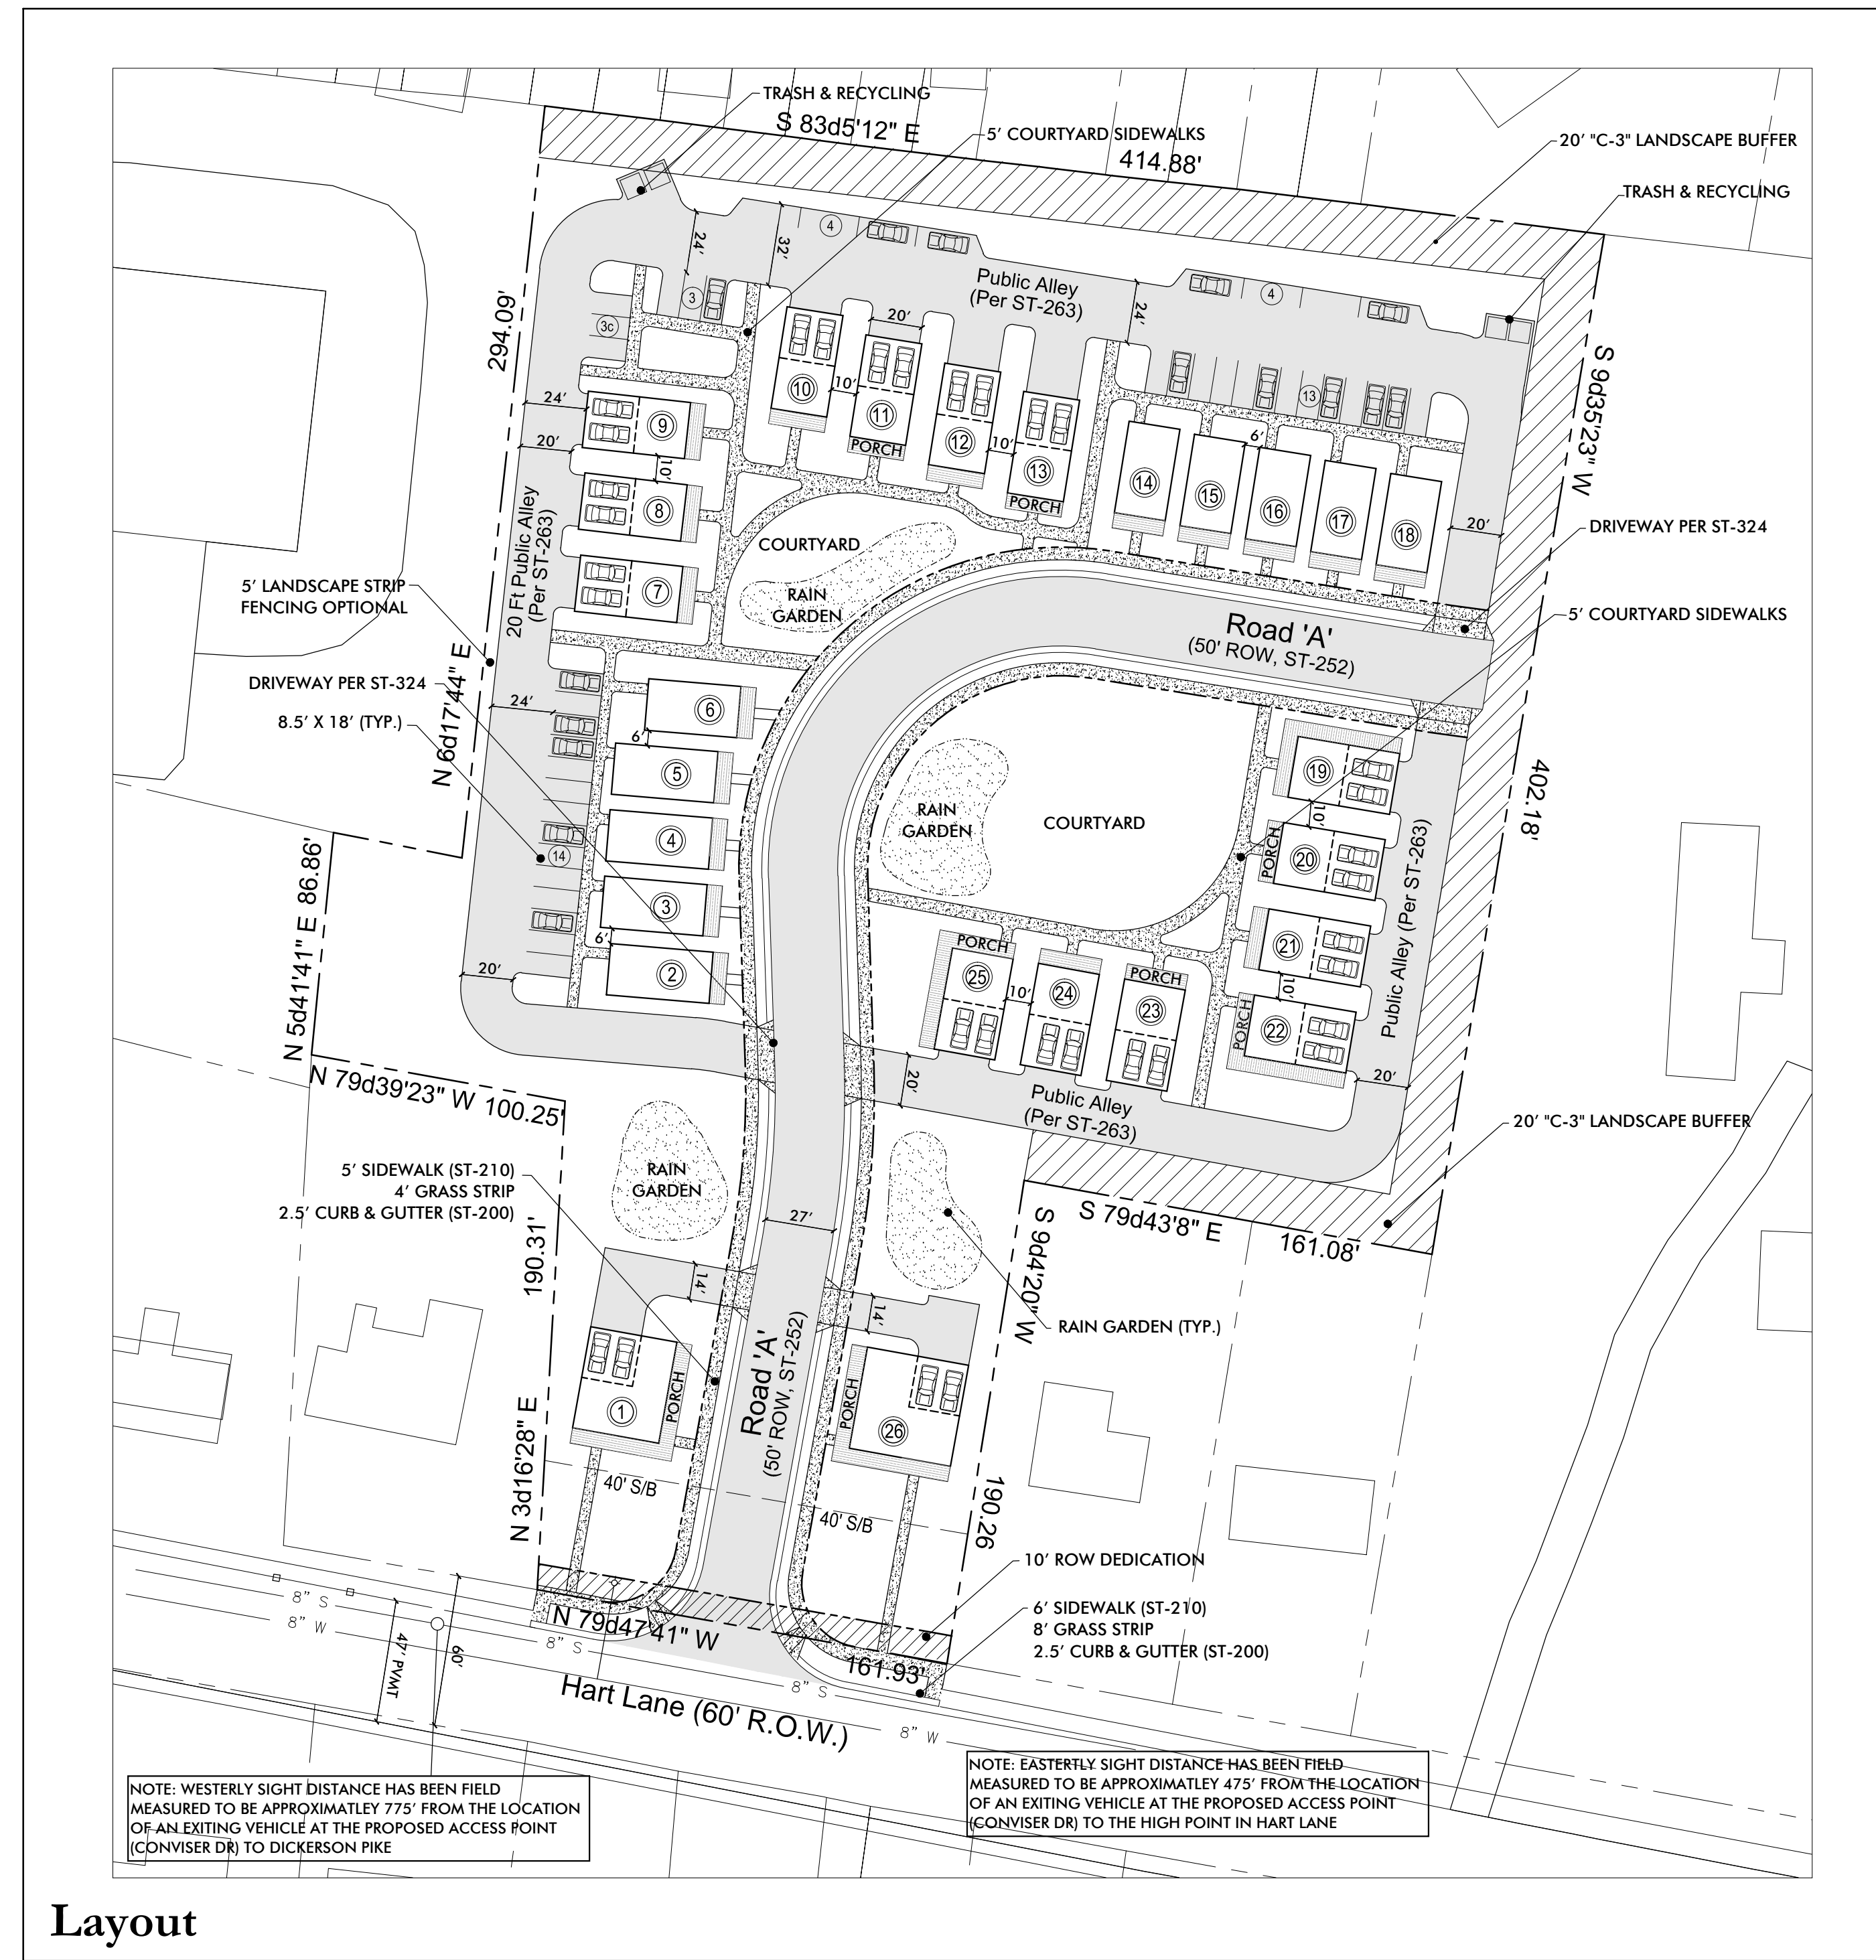 TRASH & RECYCLING
S 83d5'12" E
5' COURTYARD SIDEWALKS
414.88'
20' "C-3" LANDSCAPE BUFFER
TRASH & RECYCLING
4
24'
32'
Public Alley
(Per ST-263)
4
24'
3
3c
20'
294.09'
S 9d35'23" W
10
10'
11
PORCH
12
10'
13
PORCH
13
6'
14
15
16
17
18
20'
24'
9
20'
10'
8
7
20 Ft Public Alley
(Per ST-263)
COURTYARD
RAIN
GARDEN
DRIVEWAY PER ST-324
5' COURTYARD SIDEWALKS
5' LANDSCAPE STRIP
FENCING OPTIONAL
N 6d17'44" E
DRIVEWAY PER ST-324
8.5' X 18' (TYP.)
Road 'A'
(50' ROW, ST-252)
24'
6
6'
5
4
14
3
6'
2
20'
RAIN
GARDEN
COURTYARD
19
10'
PORCH
20
21
10'
PORCH
22
20'
Public Alley (Per ST-263)
402.18'
PORCH
25
10'
24
PORCH
23
20'
Public Alley
(Per ST-263)
N 5d41'41" E 86.86'
N 79d39'23" W 100.25'
20' "C-3" LANDSCAPE BUFFER
RAIN
GARDEN
5' SIDEWALK (ST-210)
4' GRASS STRIP
2.5' CURB & GUTTER (ST-200)
27'
S 79d43'8" E
161.08'
S 9d4'20" W
190.26
RAIN GARDEN (TYP.)
N 3d16'28" E
190.31'
14'
14'
1
PORCH
Road 'A'
(50' ROW, ST-252)
PORCH
26
40' S/B
40' S/B
10' ROW DEDICATION
6' SIDEWALK (ST-210)
8' GRASS STRIP
2.5' CURB & GUTTER (ST-200)
N 79d47'41" W
161.93'
8" S
8" W
8" S
8" S
8" W
47' PVMT
60'
Hart Lane (60' R.O.W.)
NOTE: WESTERLY SIGHT DISTANCE HAS BEEN FIELD
MEASURED TO BE APPROXIMATLEY 775' FROM THE LOCATION
OF AN EXITING VEHICLE AT THE PROPOSED ACCESS POINT
(CONVISER DR) TO DICKERSON PIKE
NOTE: EASTERTLY SIGHT DISTANCE HAS BEEN FIELD
MEASURED TO BE APPROXIMATLEY 475' FROM THE LOCATION
OF AN EXITING VEHICLE AT THE PROPOSED ACCESS POINT
(CONVISER DR) TO THE HIGH POINT IN HART LANE
Layout